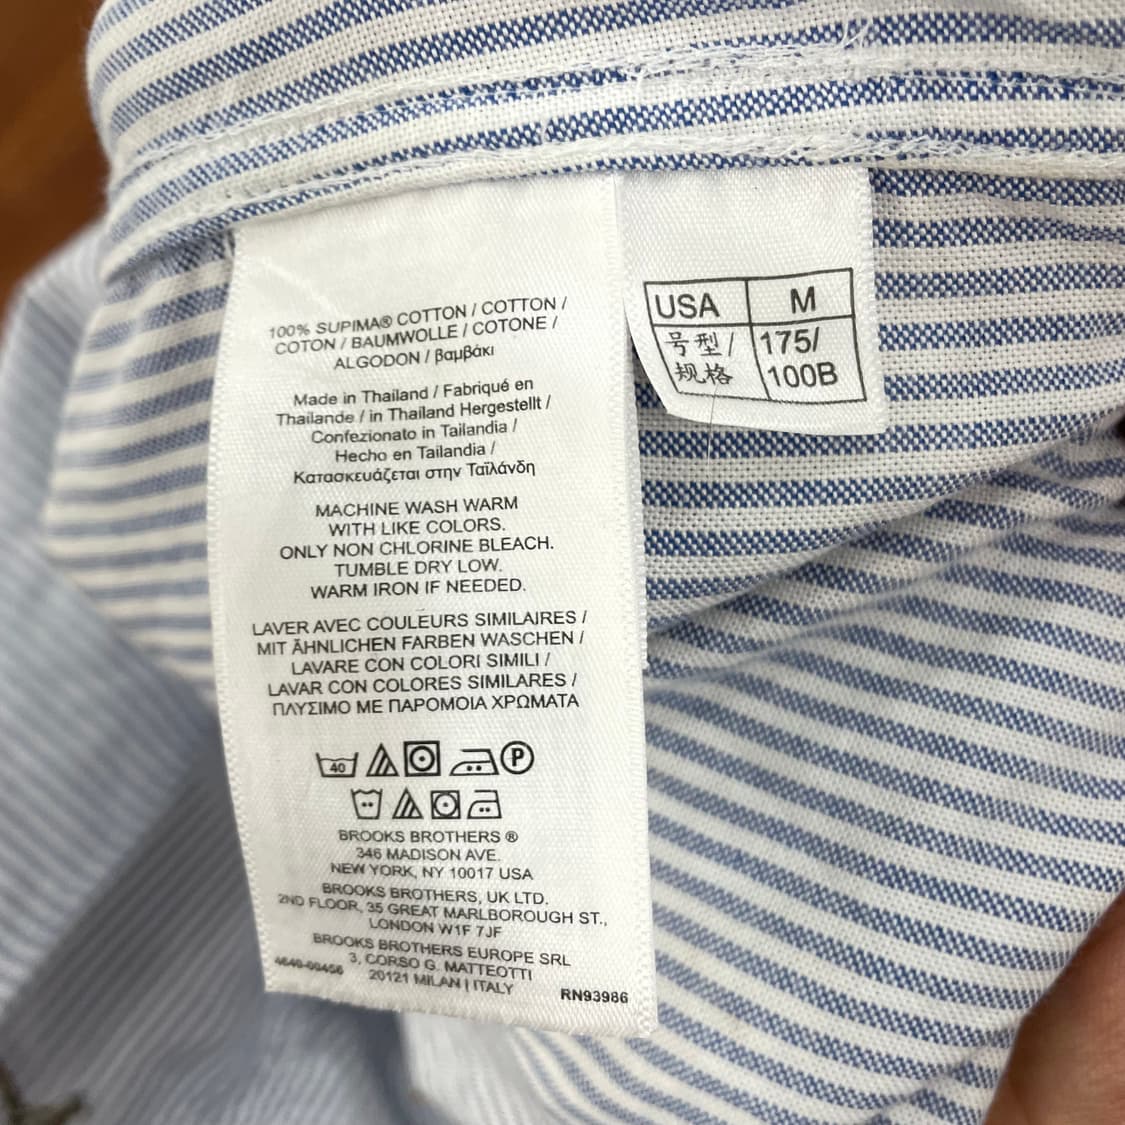 100% SUPIMA® COTTON / COTTON /
COTON / BAUMWOLLE / COTONE /
ALGODON / βαμβάκι
Made in Thailand / Fabriqué en
Thaïlande / in Thailand Hergestellt /
Confezionato in Tailandia /
Hecho en Tailandia /
Κατασκευάζεται στην Ταϊλάνδη
MACHINE WASH WARM
WITH LIKE COLORS.
ONLY NON CHLORINE BLEACH.
TUMBLE DRY LOW.
WARM IRON IF NEEDED.
LAVER AVEC COULEURS SIMILAIRES /
MIT ÄHNLICHEN FARBEN WASCHEN /
LAVARE CON COLORI SIMILI /
LAVAR CON COLORES SIMILARES /
ΠΛΥΣΙΜΟ ΜΕ ΠΑΡΟΜΟΙΑ ΧΡΩΜΑΤΑ
40 P
BROOKS BROTHERS ®
346 MADISON AVE.
NEW YORK, NY 10017 USA
BROOKS BROTHERS, UK LTD.
2ND FLOOR, 35 GREAT MARLBOROUGH ST.,
LONDON W1F 7JF
BROOKS BROTHERS EUROPE SRL
3, CORSO G. MATTEOTTI
20121 MILAN | ITALY
4640-00456
RN93986
USA M
号型/ 175/
规格 100B